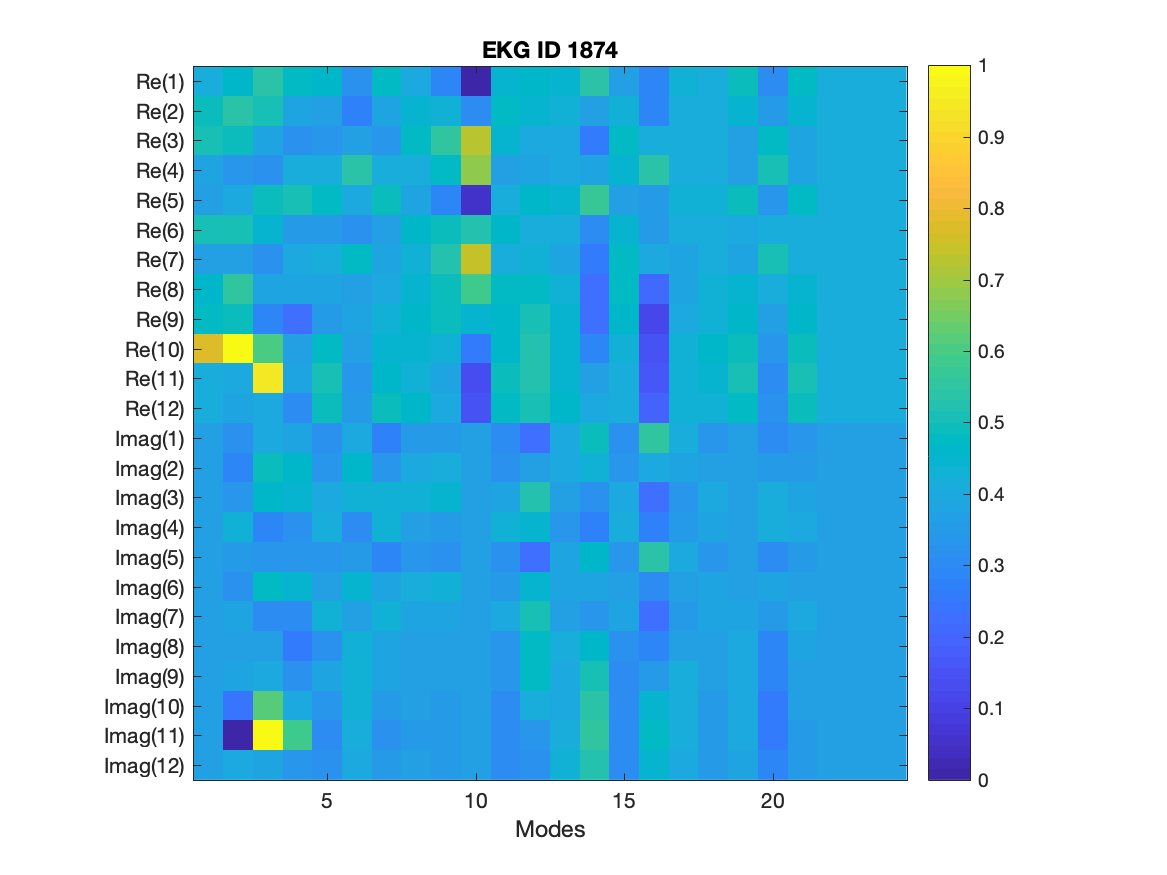 EKG ID 1874
Re(1)
Re(2)
Re(3)
Re(4)
Re(5)
Re(6)
Re(7)
Re(8)
Re(9)
Re(10)
Re(11)
Re(12)
Imag(1)
Imag(2)
Imag(3)
Imag(4)
Imag(5)
Imag(6)
Imag(7)
Imag(8)
Imag(9)
Imag(10)
Imag(11)
Imag(12)
5 10 15 20
Modes
1
0.9
0.8
0.7
0.6
0.5
0.4
0.3
0.2
0.1
0